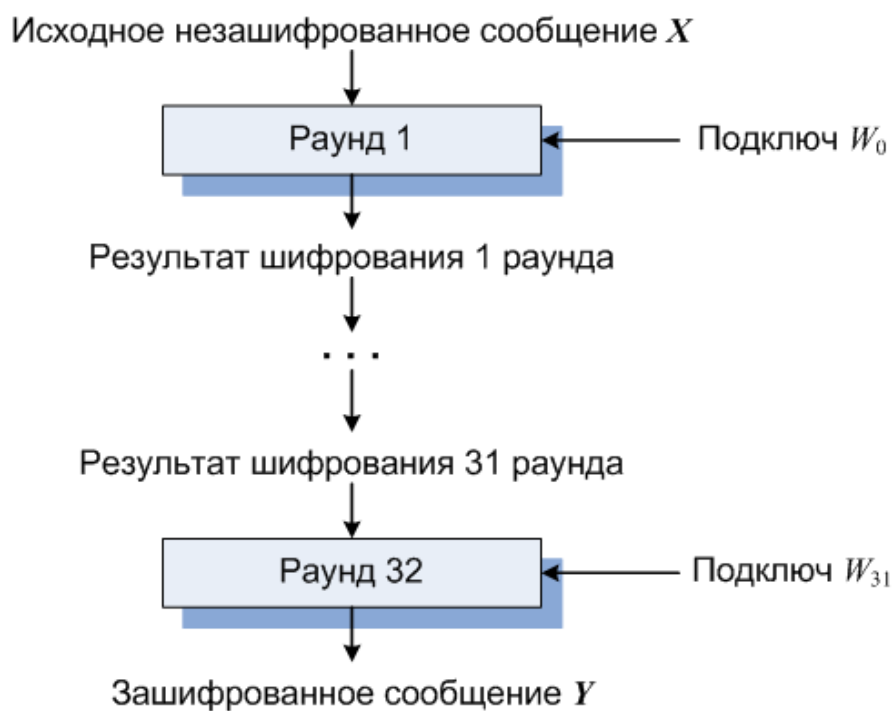 Исходное незашифрованное сообщение X
Раунд 1
Подключ W₀
Результат шифрования 1 раунда
. . .
Результат шифрования 31 раунда
Раунд 32
Подключ W₃₁
Зашифрованное сообщение Y